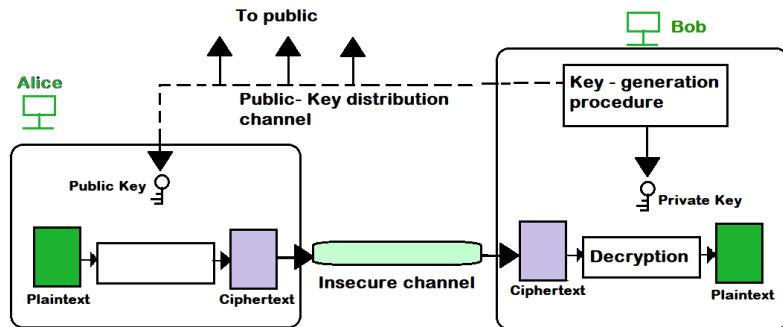 To public
Bob
Alice
Key - generation
procedure
Public- Key distribution
channel
Public Key
Private Key
Decryption
Insecure channel
Plaintext
Ciphertext
Ciphertext
Plaintext